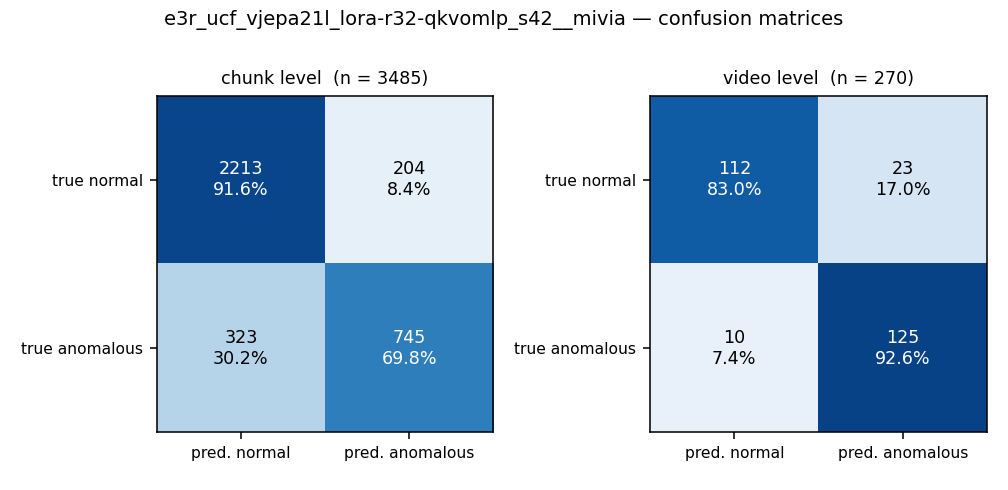 e3r_ucf_vjepa21l_lora-r32-qkvomlp_s42__mivia — confusion matrices
chunk level  (n = 3485)
true normal
2213
91.6%
204
8.4%
true anomalous
323
30.2%
745
69.8%
pred. normal
pred. anomalous
video level  (n = 270)
true normal
112
83.0%
23
17.0%
true anomalous
10
7.4%
125
92.6%
pred. normal
pred. anomalous